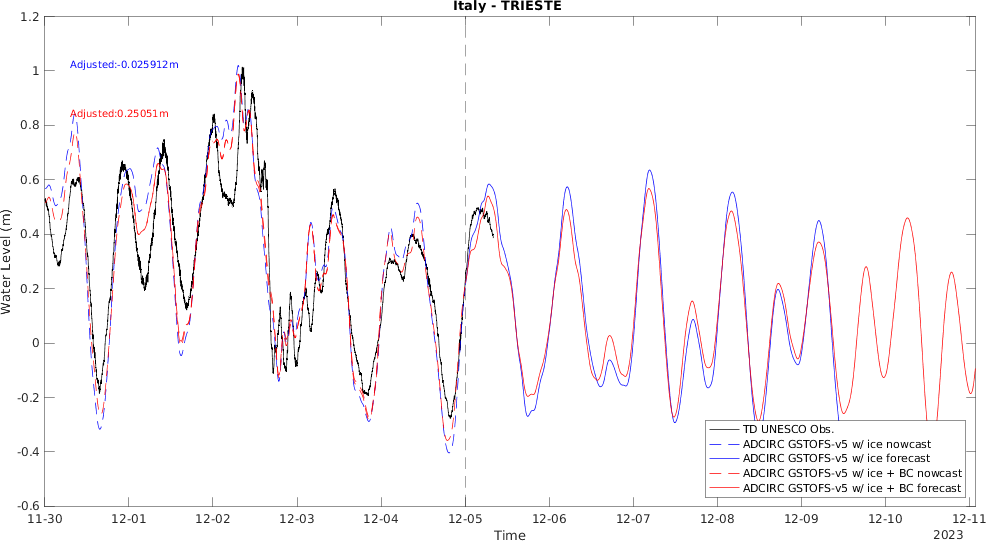 Italy - TRIESTE
1.2
1
0.8
0.6
0.4
0.2
0
-0.2
-0.4
-0.6
Water Level (m)
Adjusted:-0.025912m
Adjusted:0.25051m
TD UNESCO Obs.
ADCIRC GSTOFS-v5 w/ ice nowcast
ADCIRC GSTOFS-v5 w/ ice forecast
ADCIRC GSTOFS-v5 w/ ice + BC nowcast
ADCIRC GSTOFS-v5 w/ ice + BC forecast
11-30 12-01 12-02 12-03 12-04 12-05 12-06 12-07 12-08 12-09 12-10 12-11
Time
2023